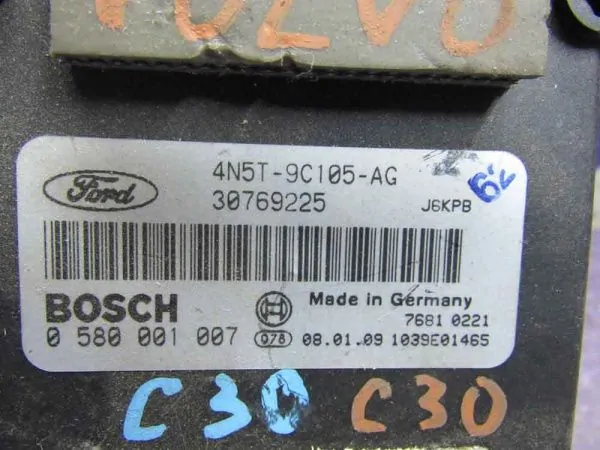 VOLVO
Ford
4N5T-9C105-AG
30769225
J6KPB
BOSCH
Made in Germany
7681 0221
0 580 001 007
Q78
08.01.09
1039E01465
C30
C30